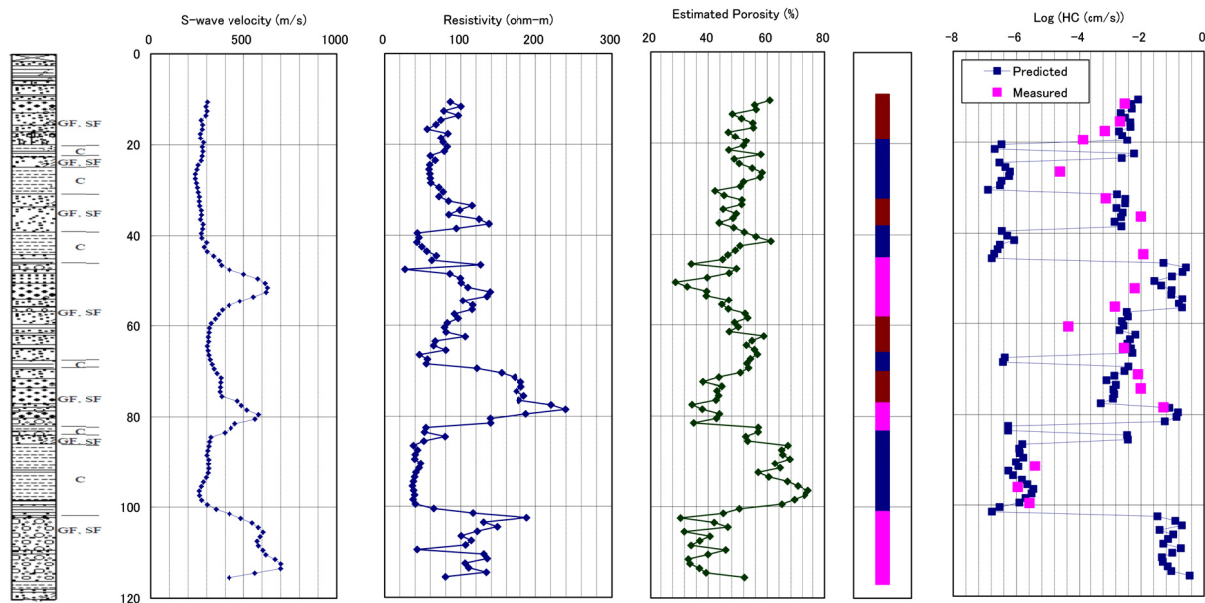 S-wave velocity (m/s)
0 500 1000
Resistivity (ohm-m)
0 100 200 300
Estimated Porosity (%)
20 40 60 80
Log (HC (cm/s))
-8 -6 -4 -2 0
Predicted
Measured
0
20
40
60
80
100
120
GF, SF
C
GF, SF
C
GF, SF
C
GF, SF
C
GF, SF
C
GF, SF
C
GF, SF